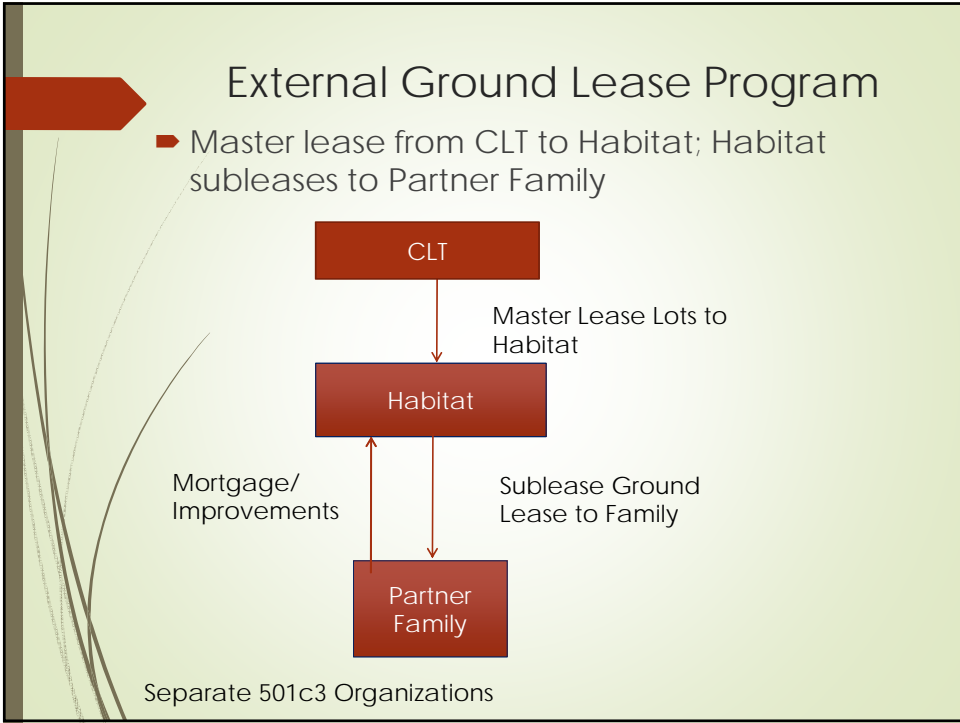 External Ground Lease Program
Master lease from CLT to Habitat; Habitat
subleases to Partner Family
CLT
Master Lease Lots to
Habitat
Habitat
Mortgage/
Improvements
Sublease Ground
Lease to Family
Partner
Family
Separate 501c3 Organizations